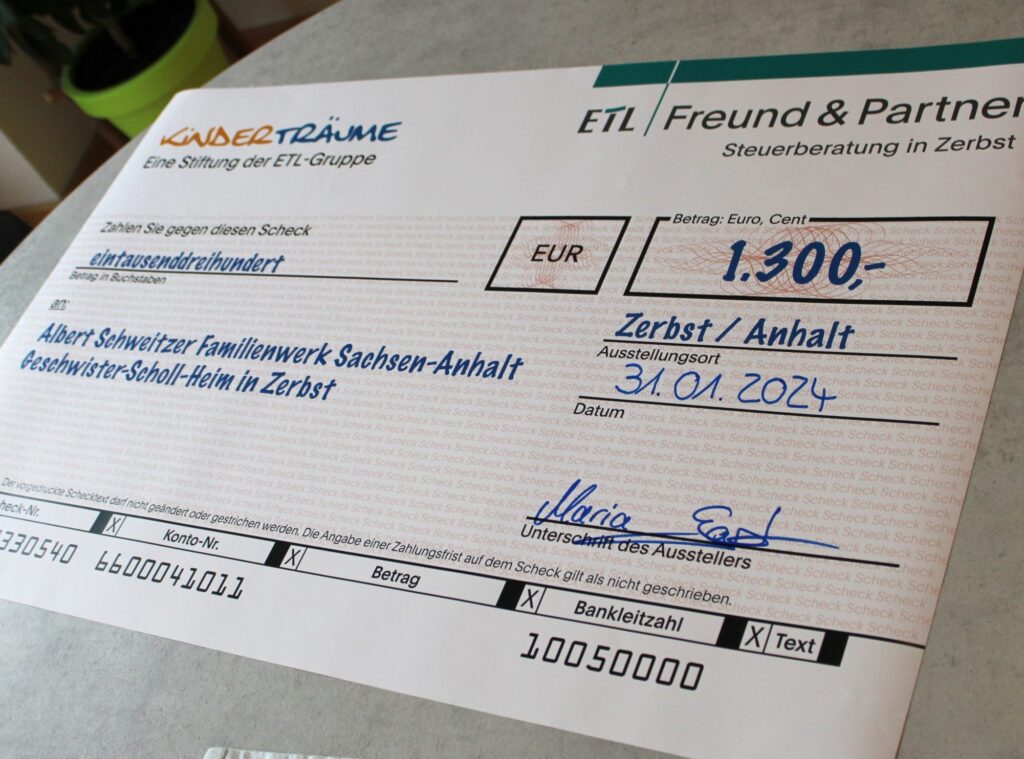 KINDERTRÄUME
Eine Stiftung der ETL-Gruppe
ETL Freund & Partner
Steuerberatung in Zerbst
Zahlen Sie gegen diesen Scheck
eintausenddreihundert
Betrag in Buchstaben
EUR
Betrag: Euro, Cent
1.300,-
an:
Albert Schweitzer Familienwerk Sachsen-Anhalt
Geschwister-Scholl-Heim in Zerbst
Zerbst / Anhalt
Ausstellungsort
31.01.2024
Datum
Maria
Unterschrift des Ausstellers
Der vorgedruckte Schecktext darf nicht geändert oder gestrichen werden. Die Angabe einer Zahlungsfrist auf dem Scheck gilt als nicht geschrieben.
heck-Nr. X Konto-Nr. X Betrag X Bankleitzahl X Text
330540 6600041011 10050000